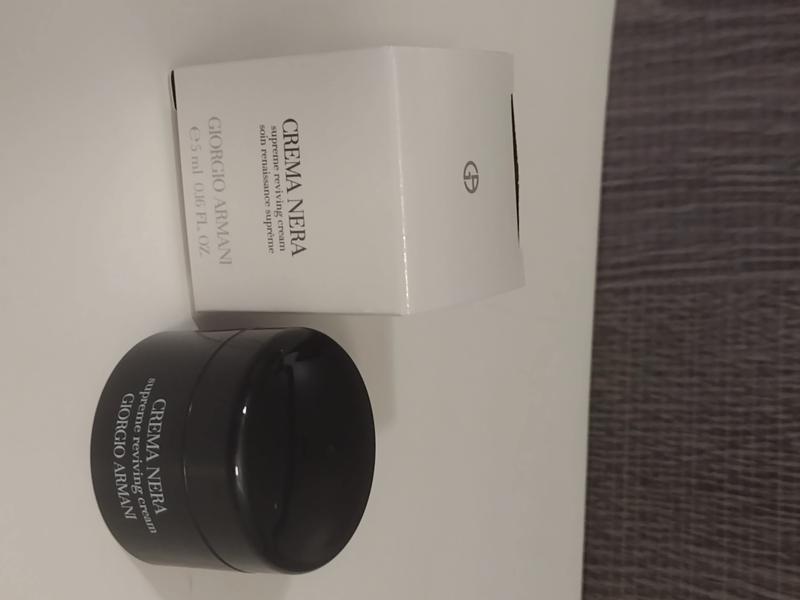 CREMA NERA
supreme reviving cream
soin renaissance suprême
GIORGIO ARMANI
℮ 5 ml 0.16 FL. OZ.
CREMA NERA
supreme reviving cream
GIORGIO ARMANI